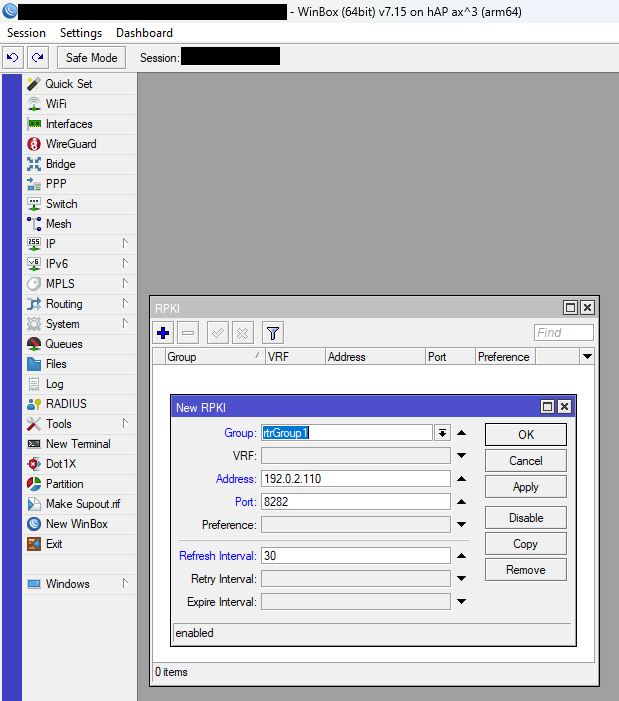 - WinBox (64bit) v7.15 on hAP ax^3 (arm64)
Session Settings Dashboard
Safe Mode Session:
Quick Set
WiFi
Interfaces
WireGuard
Bridge
PPP
Switch
Mesh
IP
IPv6
MPLS
Routing
System
Queues
Files
Log
RADIUS
Tools
New Terminal
Dot1X
Partition
Make Supout.rif
New WinBox
Exit
Windows
RPKI
Find
Group VRF Address Port Preference
New RPKI
Group: rtrGroup1
VRF:
Address: 192.0.2.110
Port: 8282
Preference:
Refresh Interval: 30
Retry Interval:
Expire Interval:
OK
Cancel
Apply
Disable
Copy
Remove
enabled
0 items